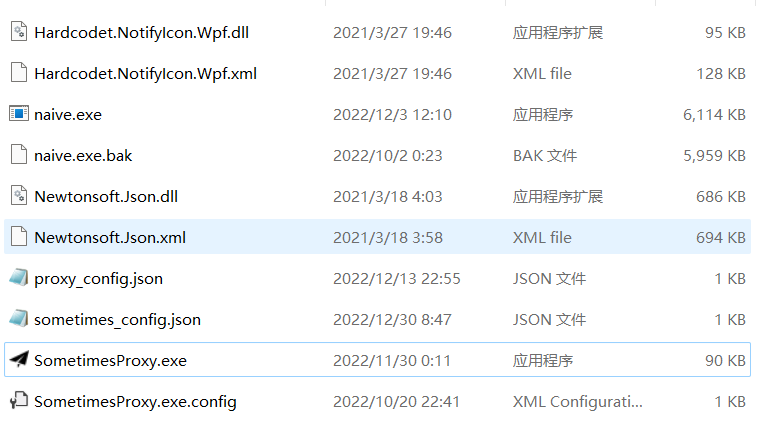 Hardcodet.NotifyIcon.Wpf.dll 2021/3/27 19:46 应用程序扩展 95 KB
Hardcodet.NotifyIcon.Wpf.xml 2021/3/27 19:46 XML file 128 KB
naive.exe 2022/12/3 12:10 应用程序 6,114 KB
naive.exe.bak 2022/10/2 0:23 BAK 文件 5,959 KB
Newtonsoft.Json.dll 2021/3/18 4:03 应用程序扩展 686 KB
Newtonsoft.Json.xml 2021/3/18 3:58 XML file 694 KB
proxy_config.json 2022/12/13 22:55 JSON 文件 1 KB
sometimes_config.json 2022/12/30 8:47 JSON 文件 1 KB
SometimesProxy.exe 2022/11/30 0:11 应用程序 90 KB
SometimesProxy.exe.config 2022/10/20 22:41 XML Configurati... 1 KB